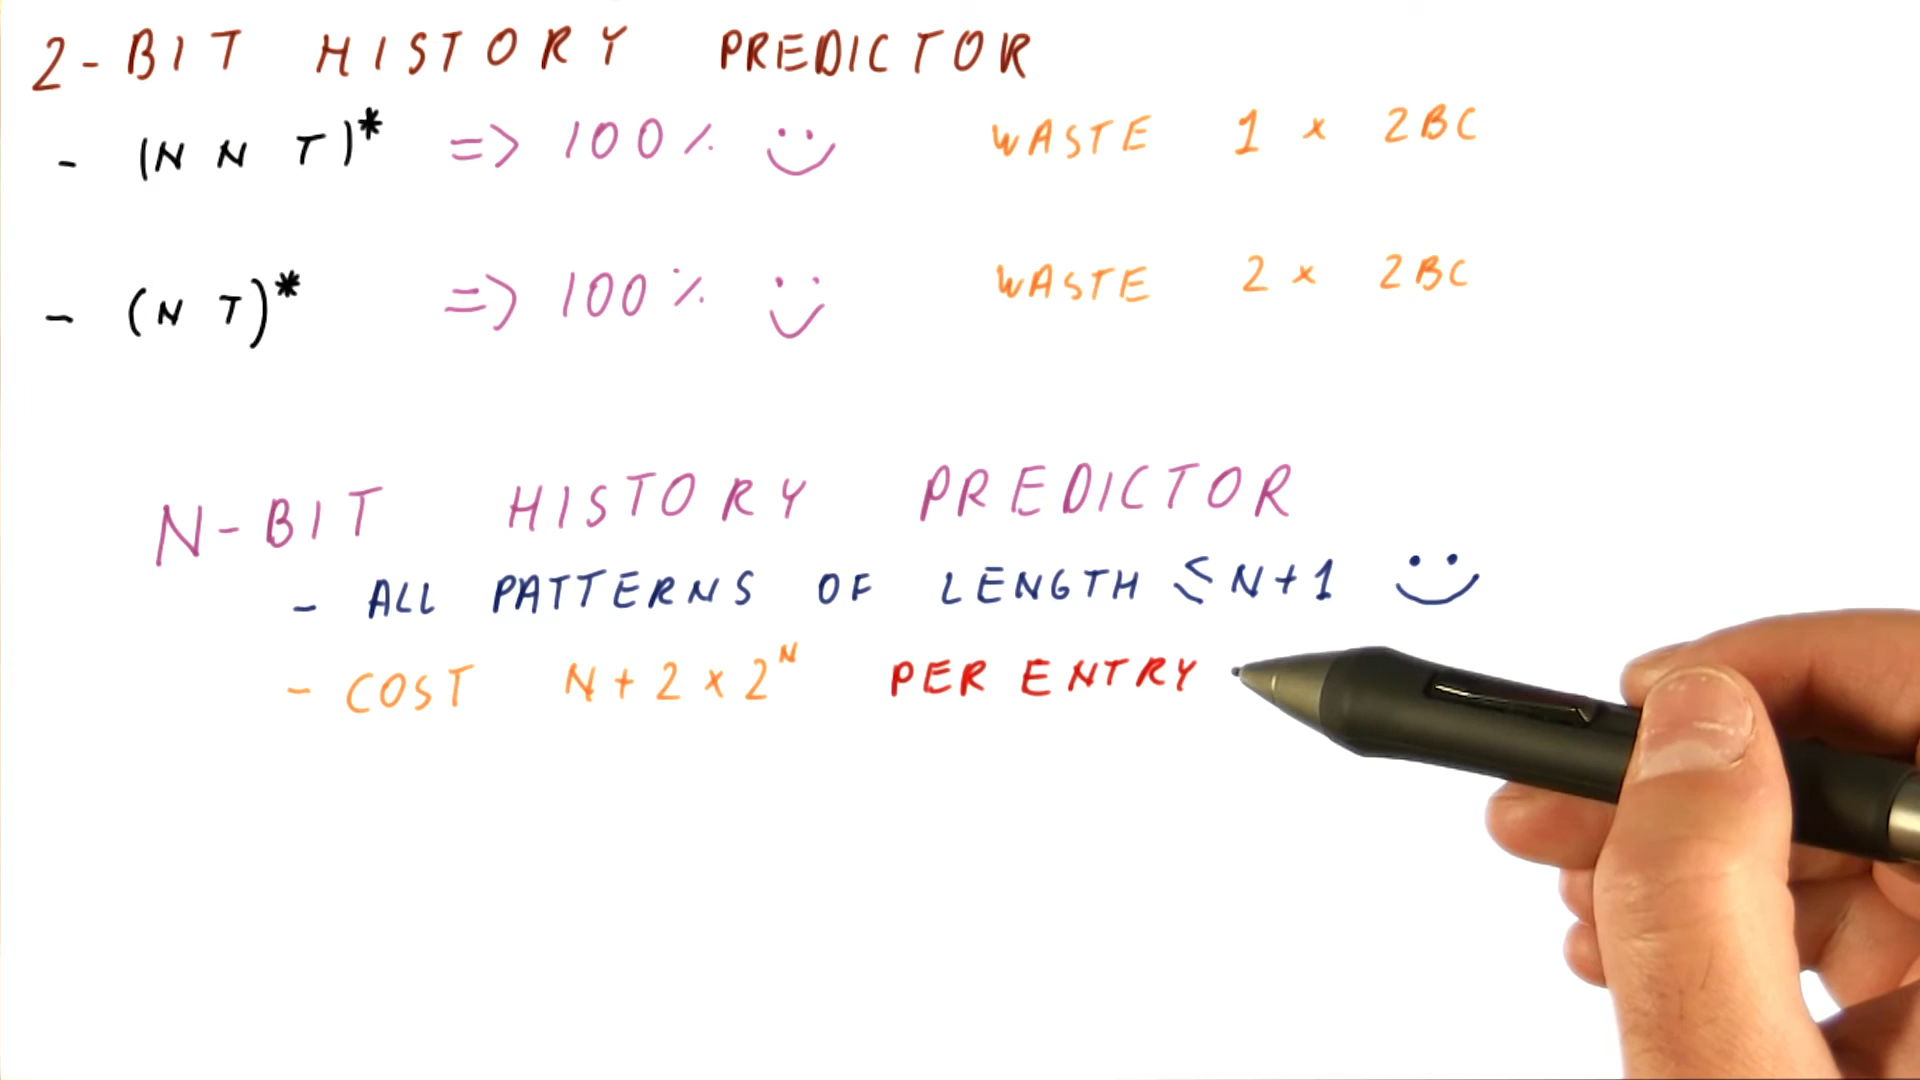 2-BIT HISTORY PREDICTOR
- (N N T)* => 100% WASTE 1 x 2BC
- (N T)* => 100% WASTE 2 x 2BC
N-BIT HISTORY PREDICTOR
- ALL PATTERNS OF LENGTH ≤ N+1
- COST N + 2 x 2^N PER ENTRY